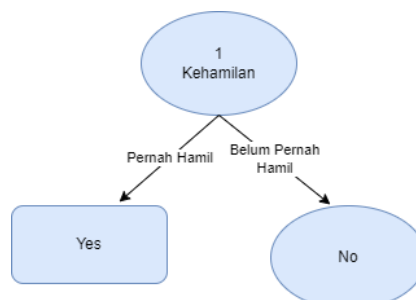 1
Kehamilan
Pernah Hamil
Belum Pernah
Hamil
Yes
No